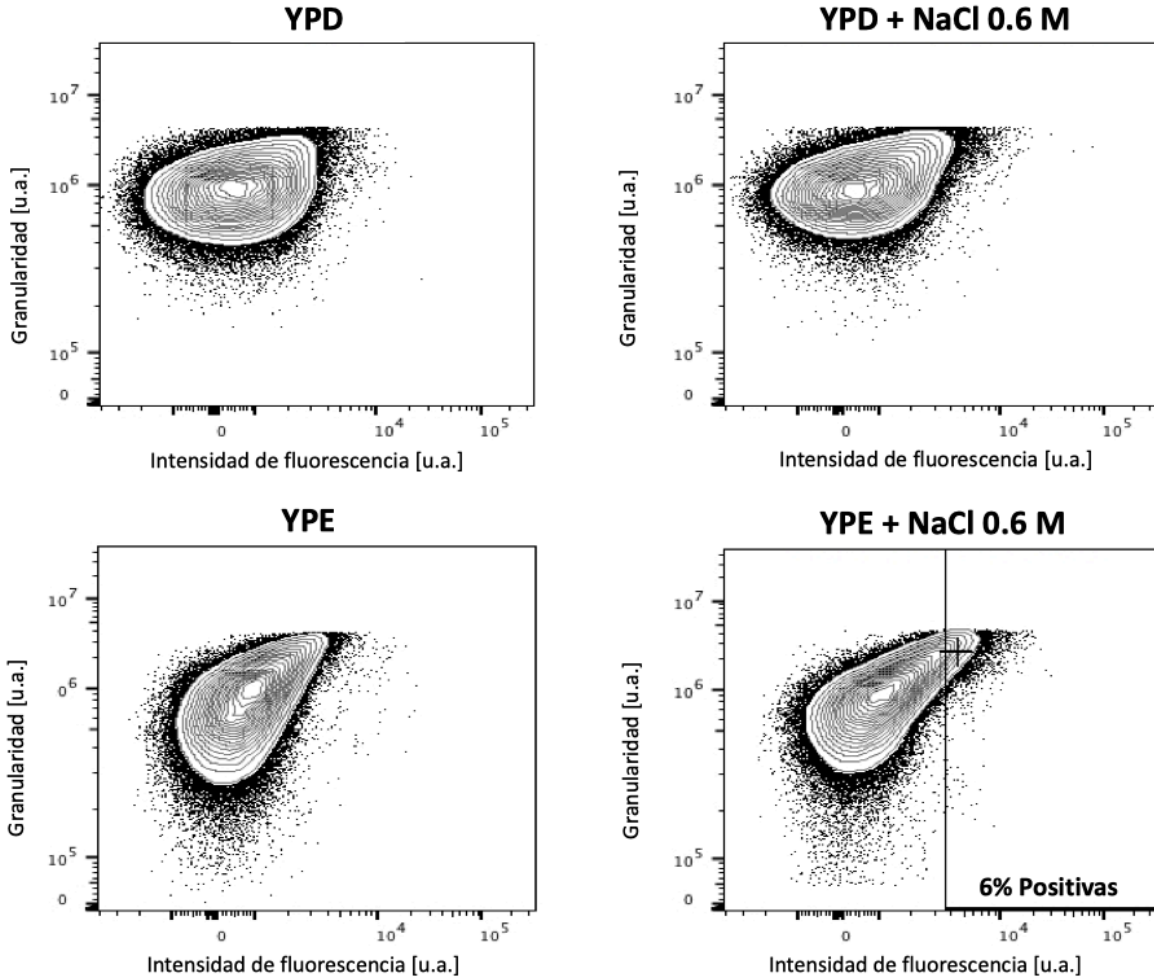 YPD
YPD + NaCl 0.6 M
Granularidad [u.a.]
10⁷
10⁶
10⁵
0
0
10⁴
10⁵
Intensidad de fluorescencia [u.a.]
Granularidad [u.a.]
10⁷
10⁶
10⁵
0
0
10⁴
10⁵
Intensidad de fluorescencia [u.a.]
YPE
YPE + NaCl 0.6 M
Granularidad [u.a.]
10⁷
0⁶
10⁵
0
0
10⁴
10⁵
Intensidad de fluorescencia [u.a.]
Granularidad [u.a.]
10⁷
10⁶
10⁵
0
6% Positivas
0
10⁴
10⁵
Intensidad de fluorescencia [u.a.]